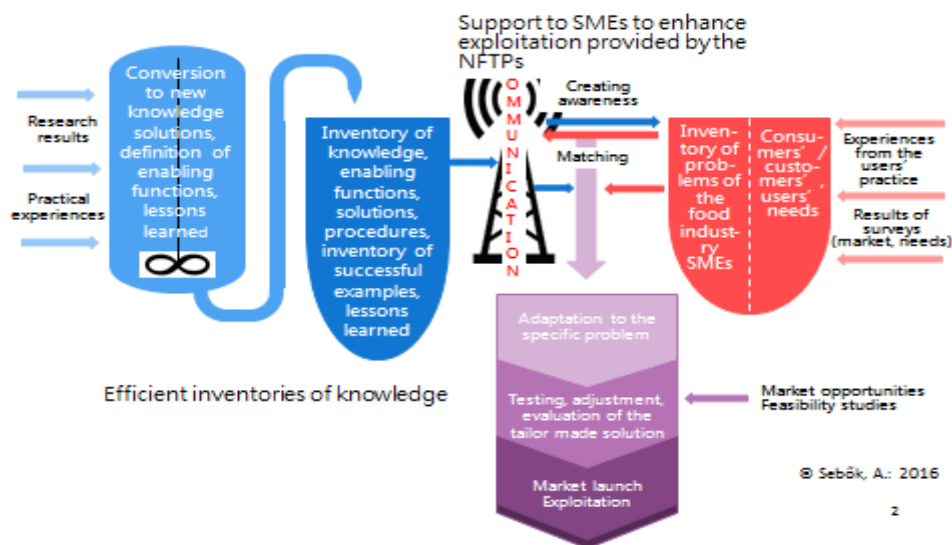 Support to SMEs to enhance
exploitation provided by the
NFTPs
Conversion
to new
knowledge
solutions,
definition of
enabling
functions,
lessons
learned
Research
results
Practical
experiences
Inventory of
knowledge,
enabling
functions,
solutions,
procedures,
inventory of
successful
examples,
lessons
learned
OMMUNICATION
Creating
awareness
Matching
Inven-
tory of
prob-
lems of
the
food
indust-
ry
SMEs
Consu-
mers' /
custo-
mers' ,
users'
needs
Experiences
from the
users'
practice
Results of
surveys
(market, needs)
Adaptation to the
specific problem
Efficient inventories of knowledge
Testing, adjustment,
evaluation of the
tailor made solution
Market opportunities
Feasibility studies
Market launch
Exploitation
© Sebők, A.: 2016
2